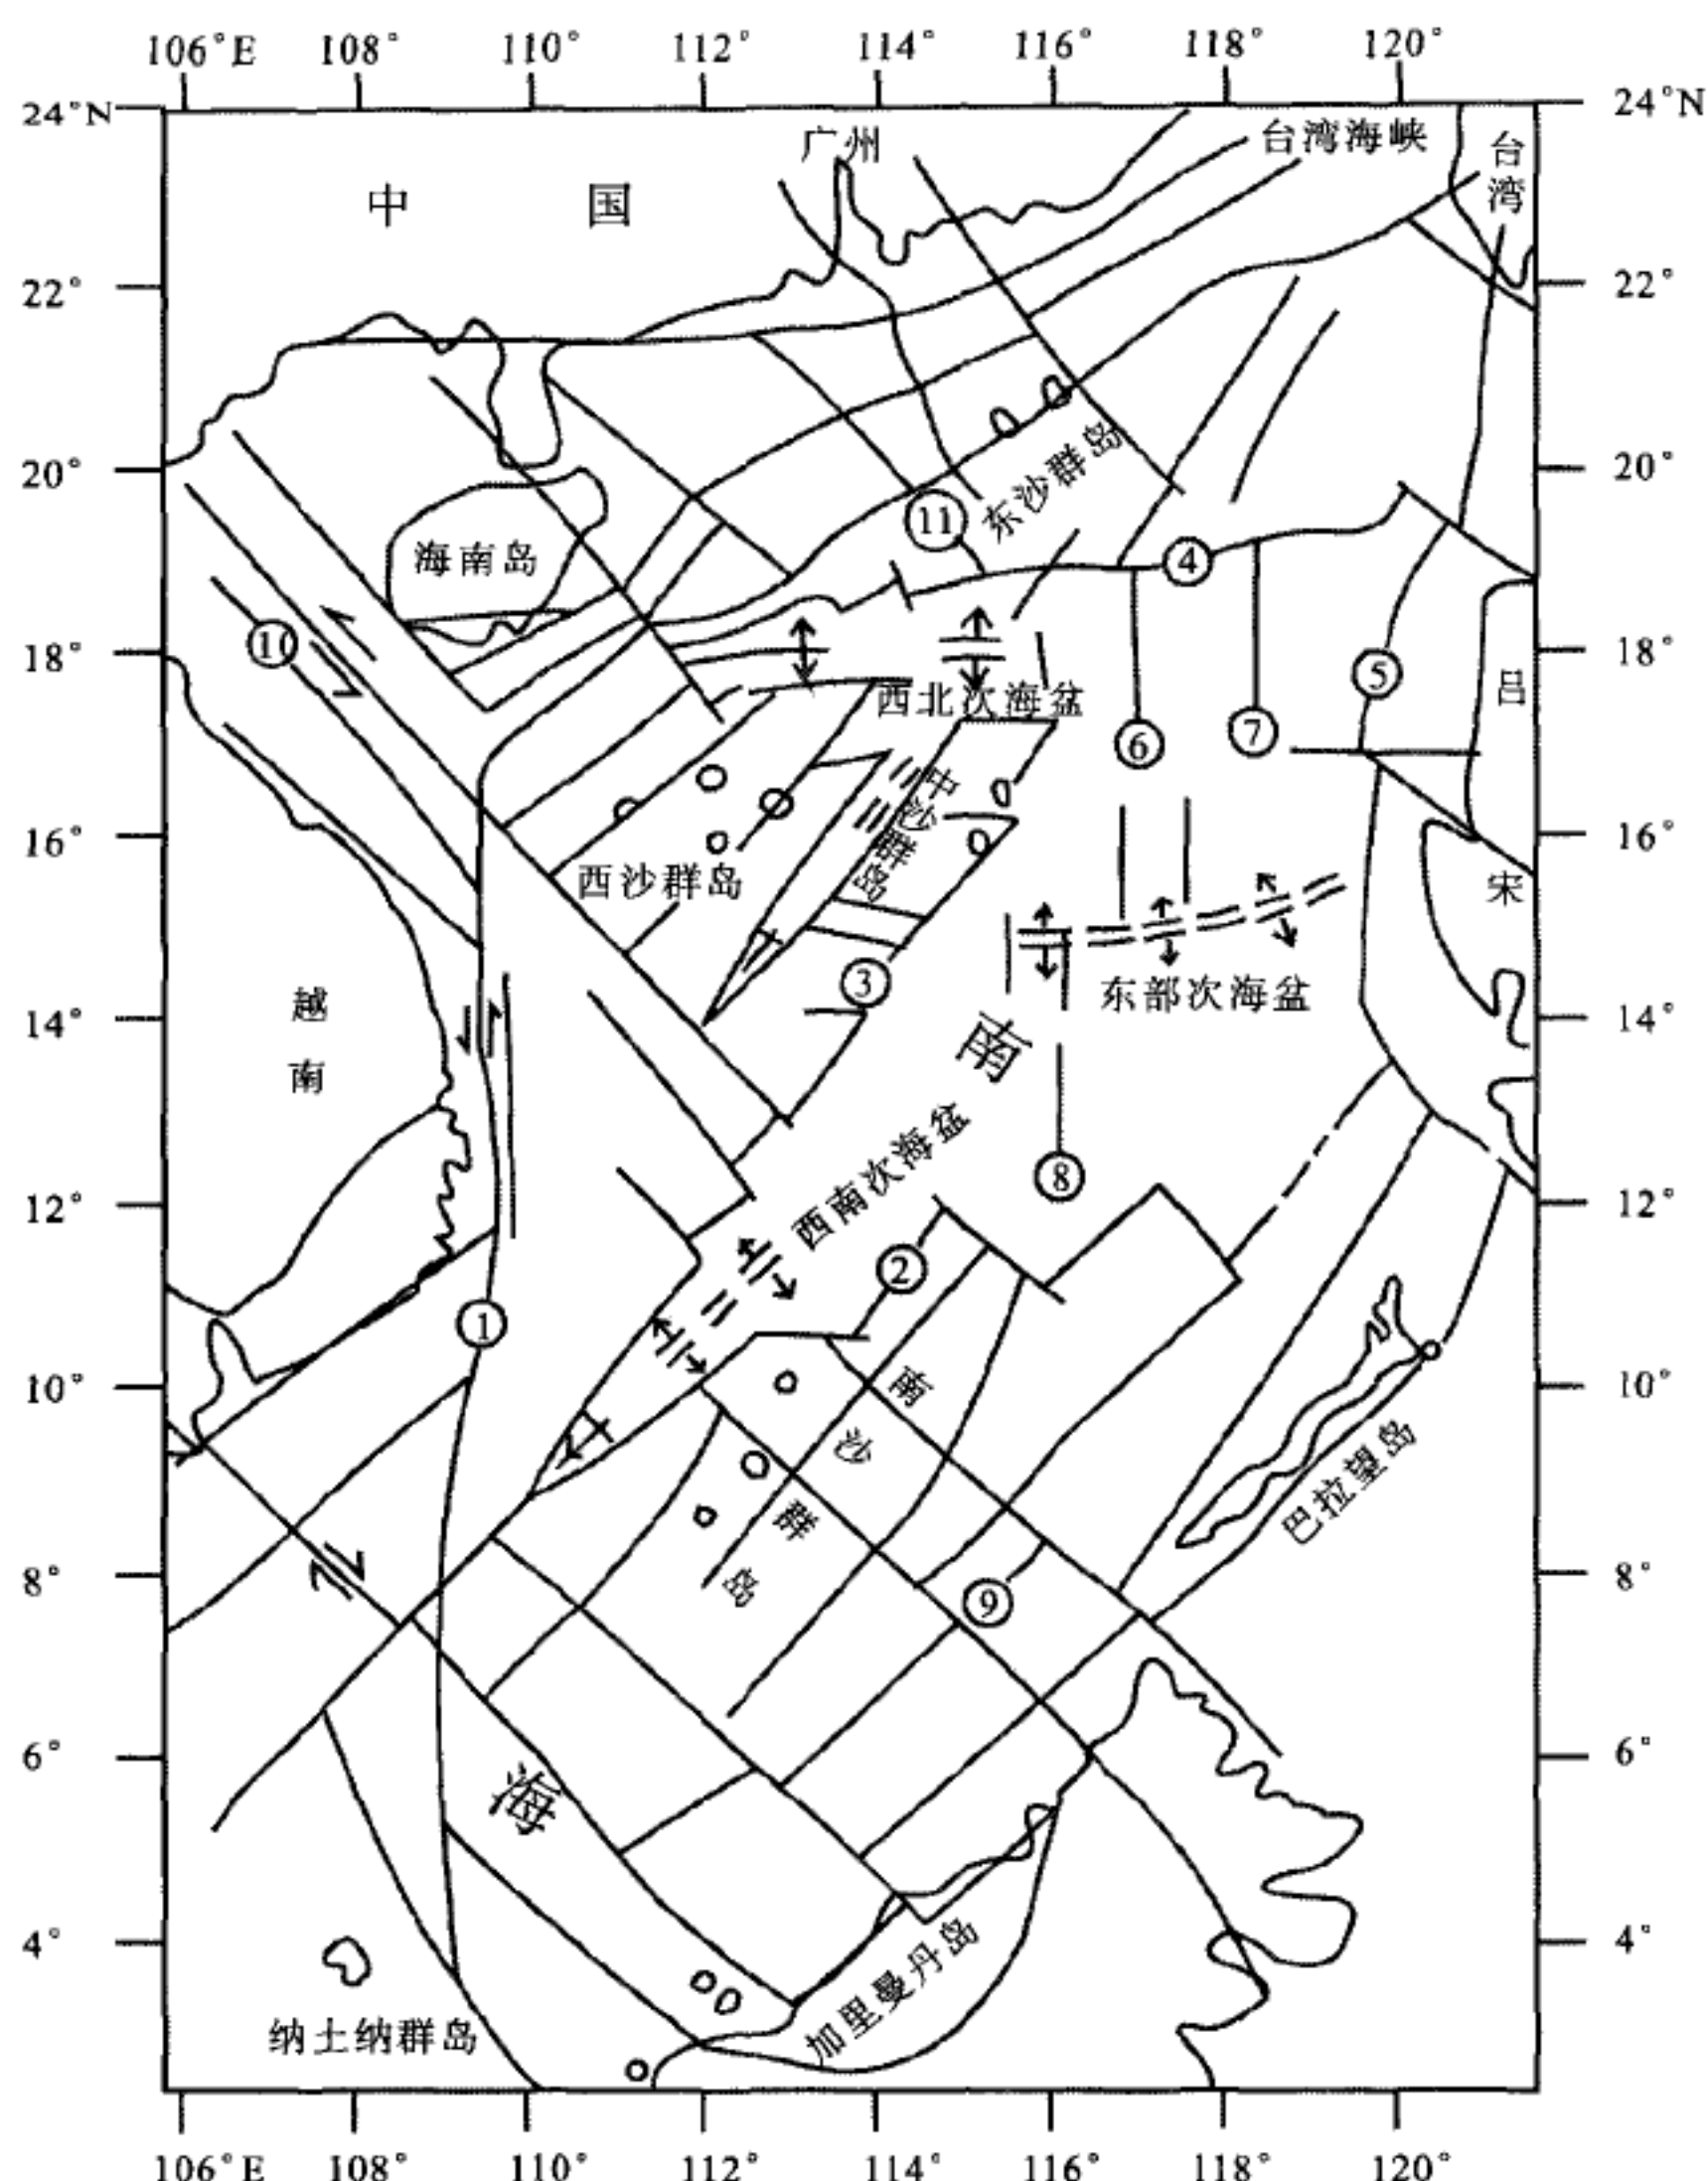 106°E 108° 110° 112° 114° 116° 118° 120°
24°N 24°N
广州 台湾海峡 台湾
中 国
22° 22°
20° 20°
东沙群岛
⑪
海南岛
④
⑩
18° 18°
⑤
吕
西北次海盆
⑥ ⑦
中沙群岛
16° 16°
西沙群岛
宋
③
东部次海盆
越南
14° 14°
南
西南次海盆
⑧
12° 12°
②
①
10° 10°
南沙群岛
巴拉望岛
8° 8°
⑨
6° 6°
海
4° 4°
加里曼丹岛
纳土纳群岛
106°E 108° 110° 112° 114° 116° 118° 120°